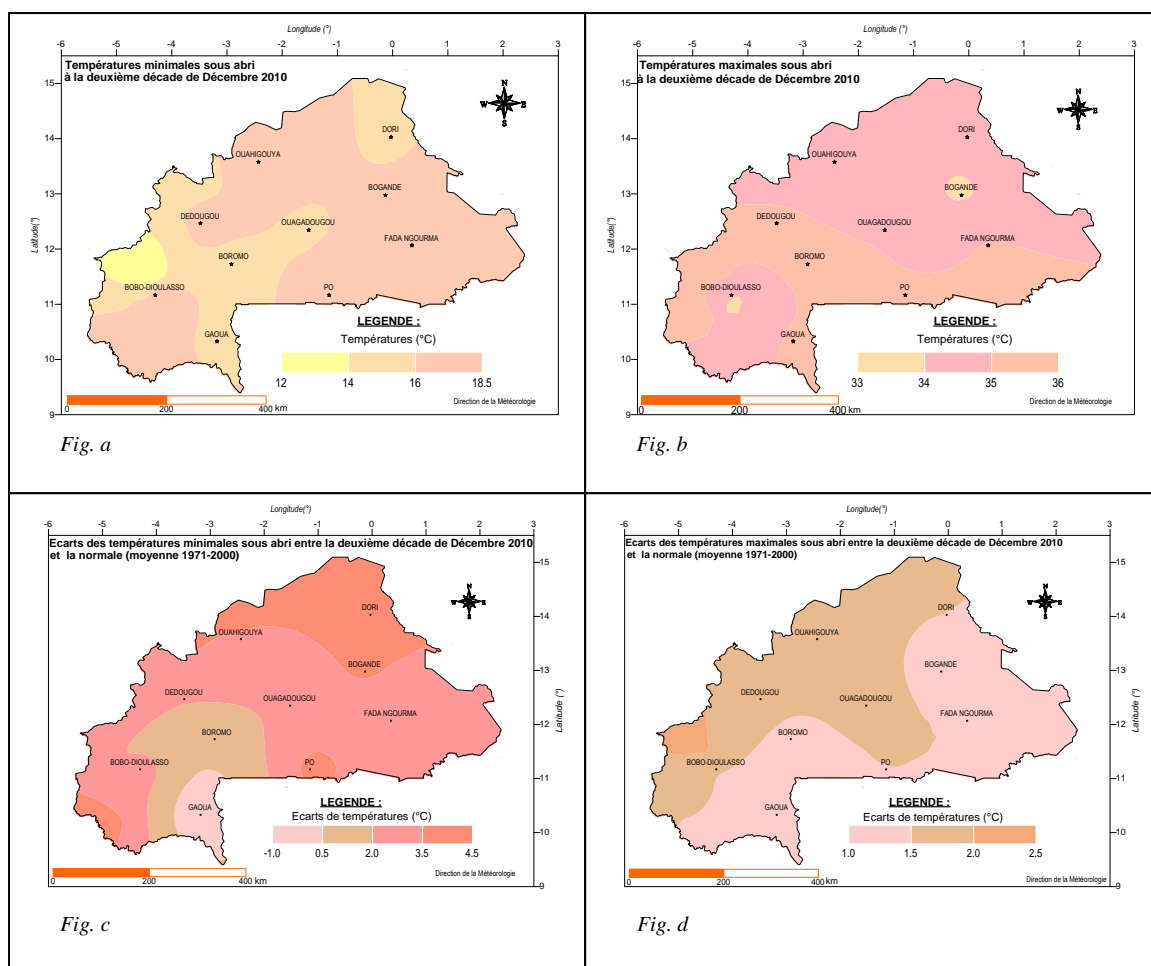 Longitude (°)
-6 -5 -4 -3 -2 -1 0 1 2 3
Températures minimales sous abri
à la deuxième décade de Décembre 2010
N
W E
S
15
14
13
12
11
10
9
Latitude(°)
DORI
OUAHIGOUYA
BOGANDE
DEDOUGOU
OUAGADOUGOU
FADA NGOURMA
BOROMO
BOBO-DIOULASSO
PO
GAOUA
LEGENDE :
Températures (°C)
12 14 16 18.5
0 200 400 km
Direction de la Météorologie
Fig. a
Longitude (°)
-6 -5 -4 -3 -2 -1 0 1 2 3
Températures maximales sous abri
à la deuxième décade de Décembre 2010
N
W E
S
15
14
13
12
11
10
9
Latitude(°)
DORI
OUAHIGOUYA
BOGANDE
DEDOUGOU
OUAGADOUGOU
FADA NGOURMA
BOROMO
BOBO-DIOULASSO
PO
GAOUA
LEGENDE :
Températures (°C)
33 34 35 36
0 200 400 km
Direction de la Météorologie
Fig. b
Longitude(°)
-6 -5 -4 -3 -2 -1 0 1 2 3
Ecarts des températures minimales sous abri entre la deuxième décade de Décembre 2010
et la normale (moyenne 1971-2000)
N
W E
S
15
14
13
12
11
10
9
Latitude (°)
DORI
OUAHIGOUYA
BOGANDE
DEDOUGOU
OUAGADOUGOU
FADA NGOURMA
BOROMO
BOBO-DIOULASSO
PO
GAOUA
LEGENDE :
Ecarts de températures (°C)
-1.0 0.5 2.0 3.5 4.5
0 200 400 km
Direction de la Météorologie
Fig. c
Longitude(°)
-6 -5 -4 -3 -2 -1 0 1 2 3
Ecarts des températures maximales sous abri entre la deuxième décade de Décembre 2010
et la normale (moyenne 1971-2000)
N
W E
S
15
14
13
12
11
10
9
Latitude (°)
DORI
OUAHIGOUYA
BOGANDE
DEDOUGOU
OUAGADOUGOU
FADA NGOURMA
BOROMO
BOBO-DIOULASSO
PO
GAOUA
LEGENDE :
Ecarts de températures (°C)
1.0 1.5 2.0 2.5
0 200 400 km
Direction de la Météorologie
Fig. d